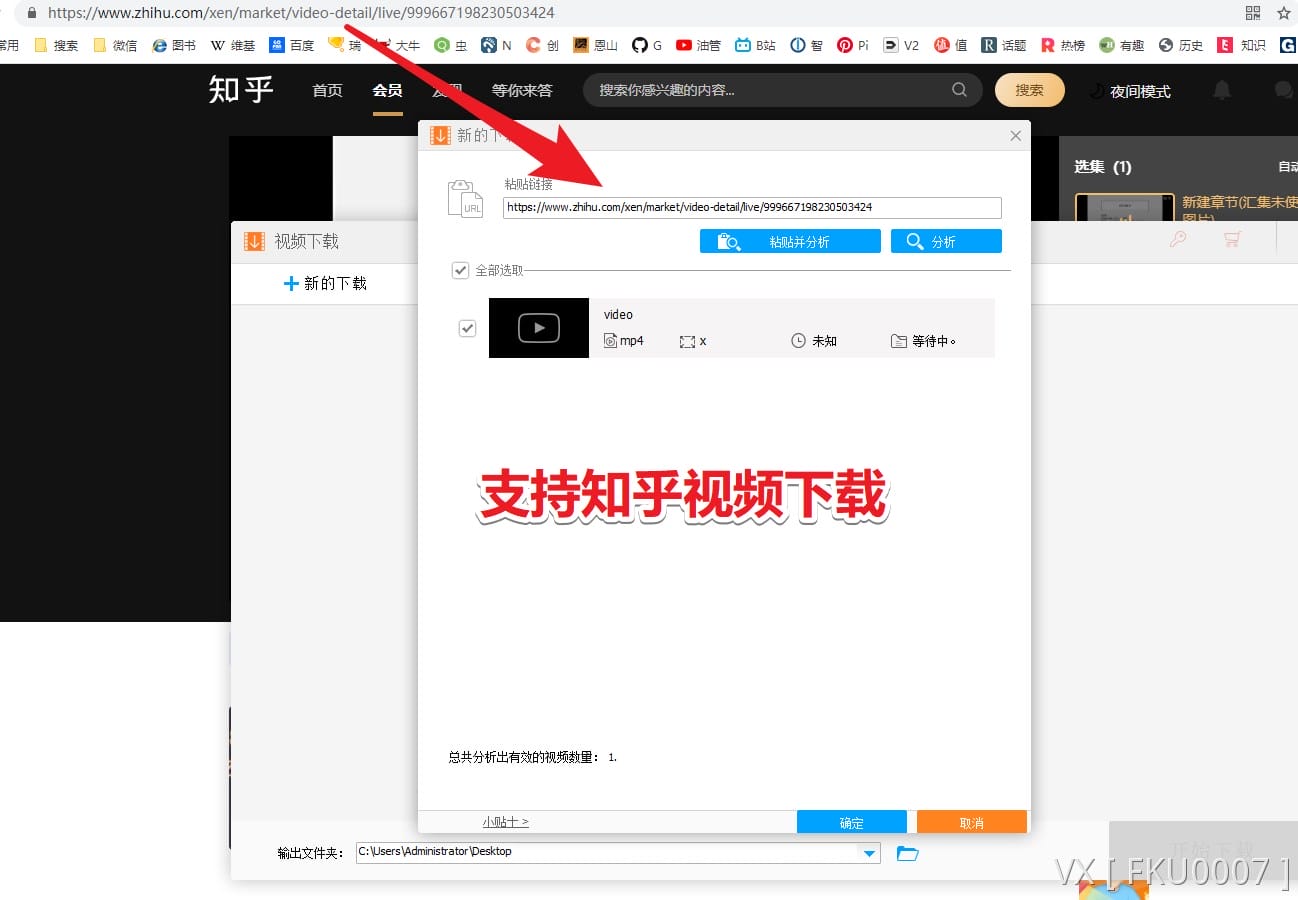 https://www.zhihu.com/xen/market/video-detail/live/999667198230503424
常用 搜索 微信 图书 维基 百度 瑞 大牛 虫 N 创 恩山 G 油管 B站 智 Pi V2 值 话题 热榜 有趣 历史 知识
知乎 首页 会员 发现 等你来答 搜索你感兴趣的内容... 搜索 夜间模式
新的下载
选集 (1) 自动
粘贴链接
URL
https://www.zhihu.com/xen/market/video-detail/live/999667198230503424
新建章节(汇集未使
图片)
视频下载
粘贴并分析 分析
全部选取
新的下载
video
mp4 x 未知 等待中。
支持知乎视频下载
总共分析出有效的视频数量： 1.
小贴士 >
确定 取消
输出文件夹： C:\Users\Administrator\Desktop
开始下载
VX [ FKU0007 ]